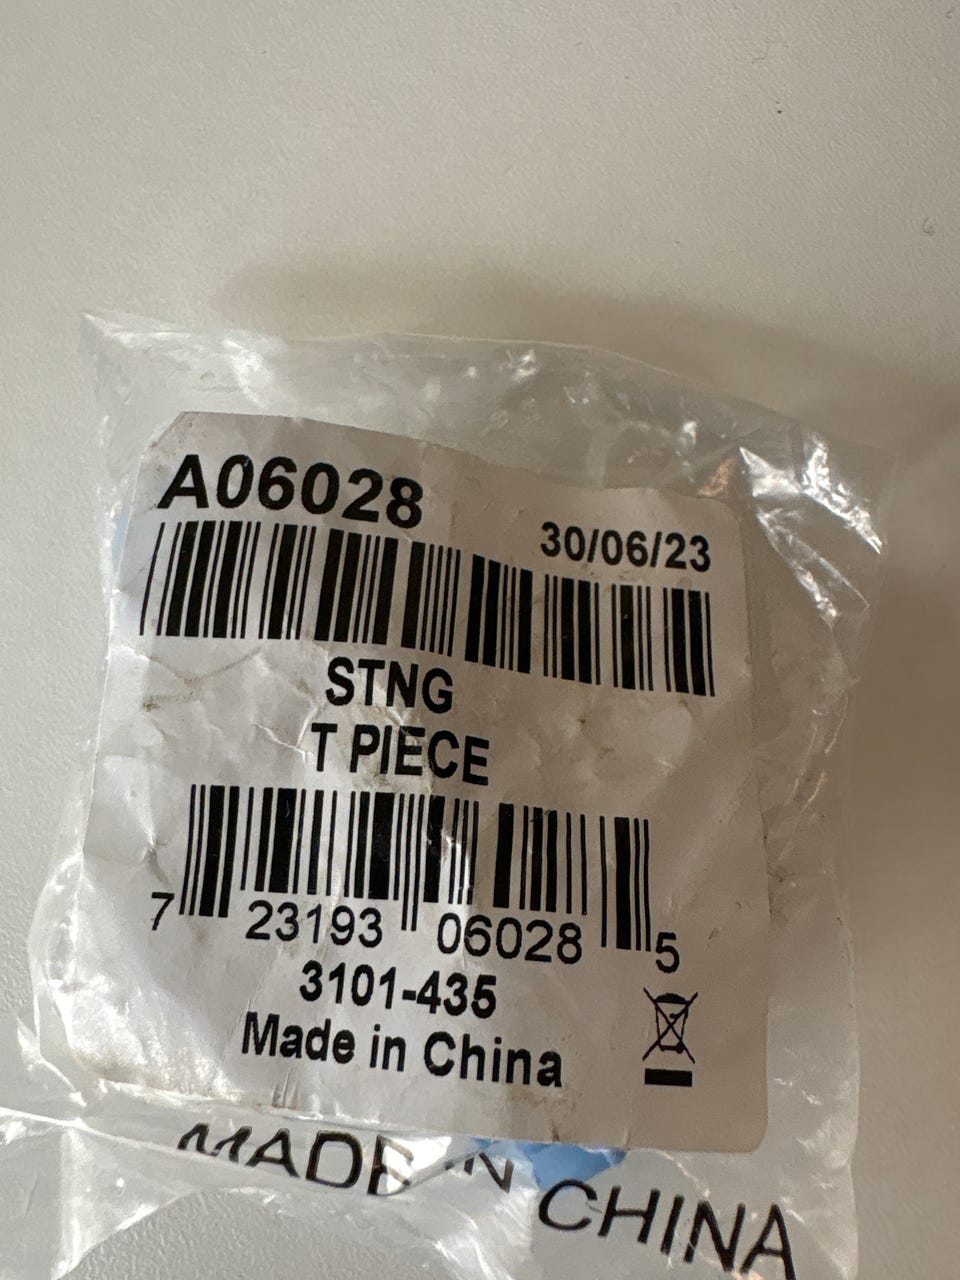 A06028
30/06/23
STNG
T PIECE
7 23193 06028 5
3101-435
Made in China
MADE IN CHINA